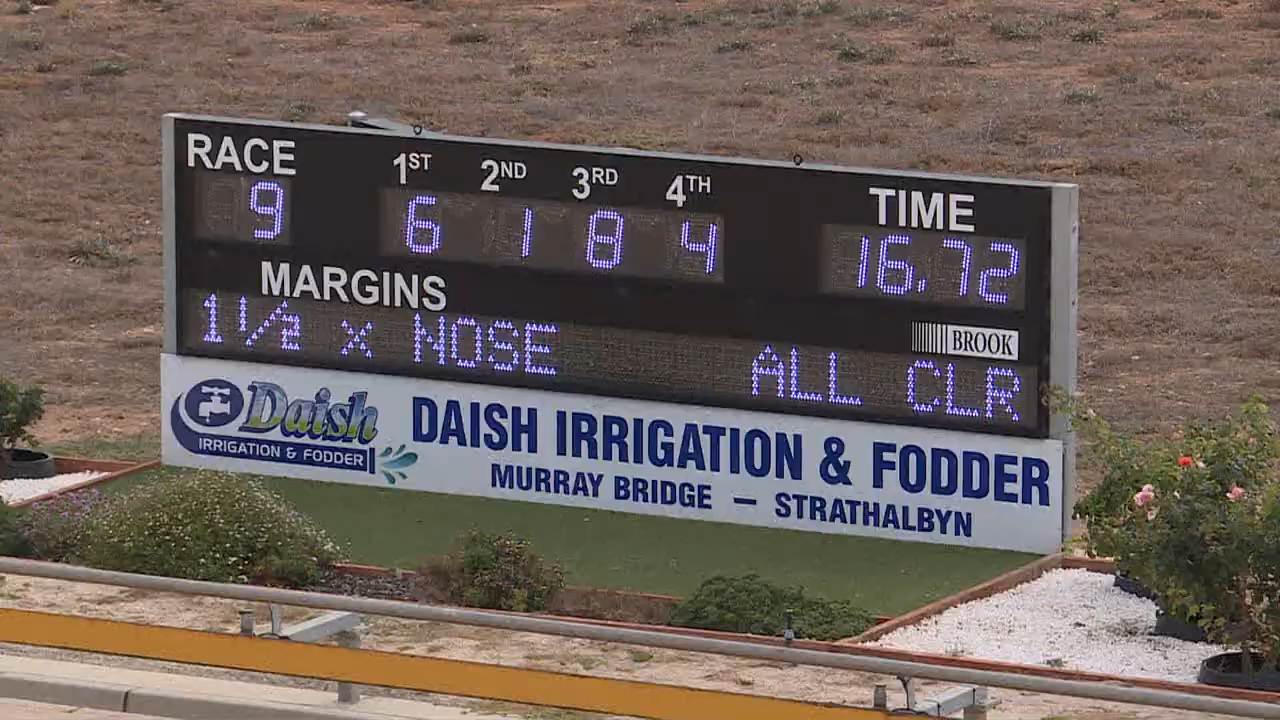 RACE 1ST 2ND 3RD 4TH TIME
9 6 1 8 4 16.72
MARGINS
BROOK
1 1/2 x NOSE ALL CLR
Daish
IRRIGATION & FODDER
DAISH IRRIGATION & FODDER
MURRAY BRIDGE – STRATHALBYN